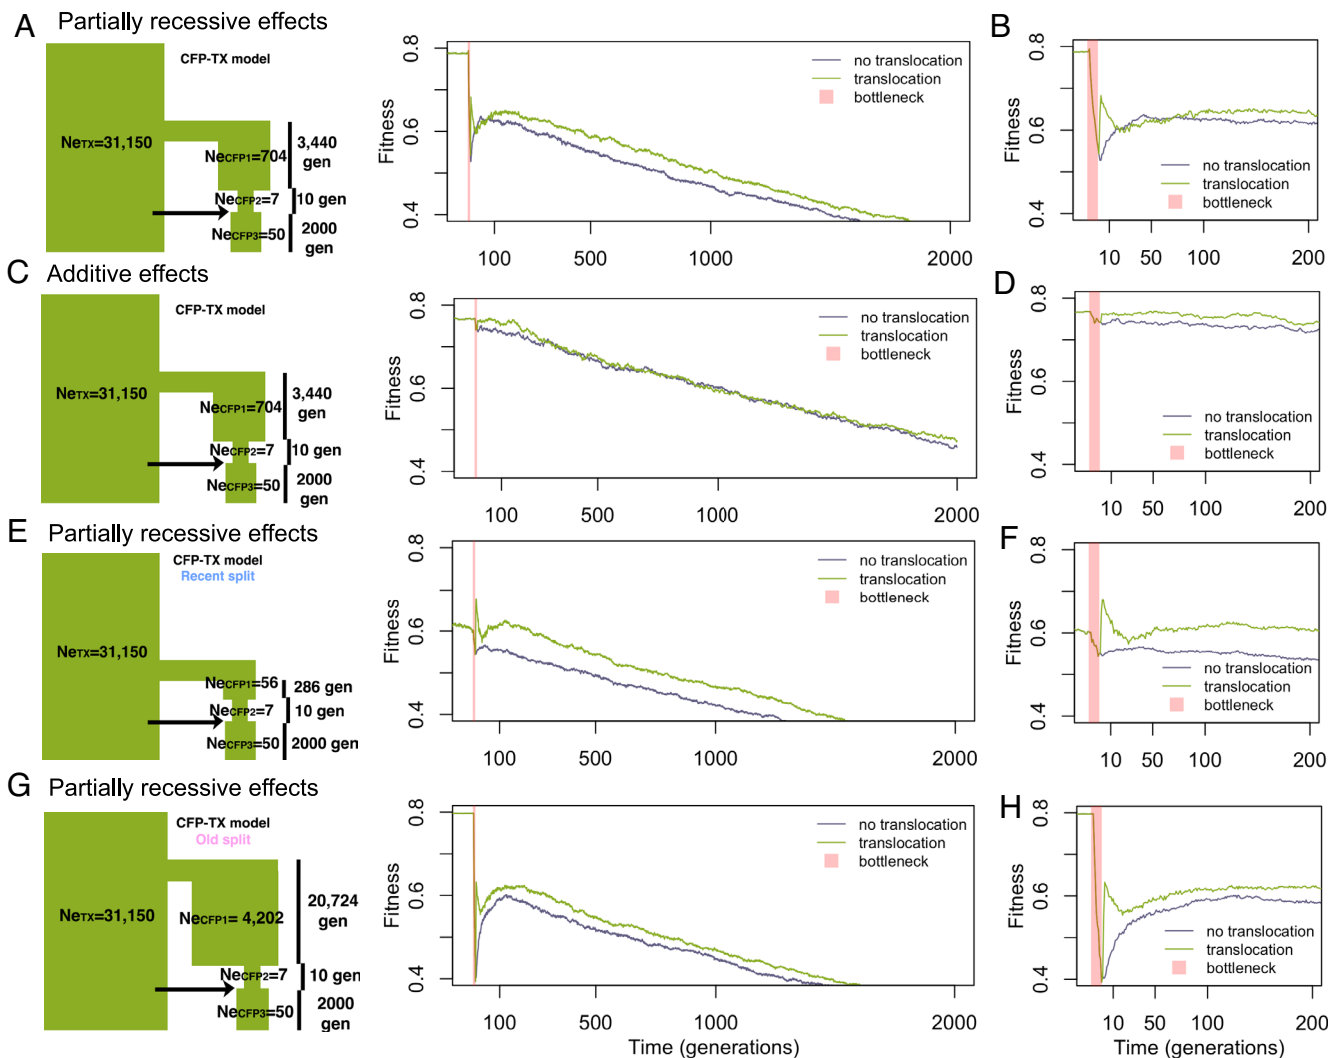 A Partially recessive effects
CFP-TX model
NeTX=31,150
NeCFP1=704
3,440
gen
NeCFP2=7
10 gen
NeCFP3=50
2000
gen
Fitness
0.8
0.6
0.4
no translocation
translocation
bottleneck
100
500
1000
2000
B
Fitness
0.8
0.6
0.4
no translocation
translocation
bottleneck
10
50
100
200
C Additive effects
CFP-TX model
NeTX=31,150
NeCFP1=704
3,440
gen
NeCFP2=7
10 gen
NeCFP3=50
2000
gen
Fitness
0.8
0.6
0.4
no translocation
translocation
bottleneck
100
500
1000
2000
D
Fitness
0.8
0.6
0.4
no translocation
translocation
bottleneck
10
50
100
200
E Partially recessive effects
CFP-TX model
Recent split
NeTX=31,150
NeCFP1=56
286 gen
NeCFP2=7
10 gen
NeCFP3=50
2000 gen
Fitness
0.8
0.6
0.4
no translocation
translocation
bottleneck
100
500
1000
2000
F
Fitness
0.8
0.6
0.4
no translocation
translocation
bottleneck
10
50
100
200
G Partially recessive effects
CFP-TX model
Old split
NeTX=31,150
NeCFP1= 4,202
20,724
gen
NeCFP2=7
10 gen
NeCFP3=50
2000
gen
Fitness
0.8
0.6
0.4
no translocation
translocation
bottleneck
100
500
1000
2000
Time (generations)
H
Fitness
0.8
0.6
0.4
no translocation
translocation
bottleneck
10
50
100
200
Time (generations)